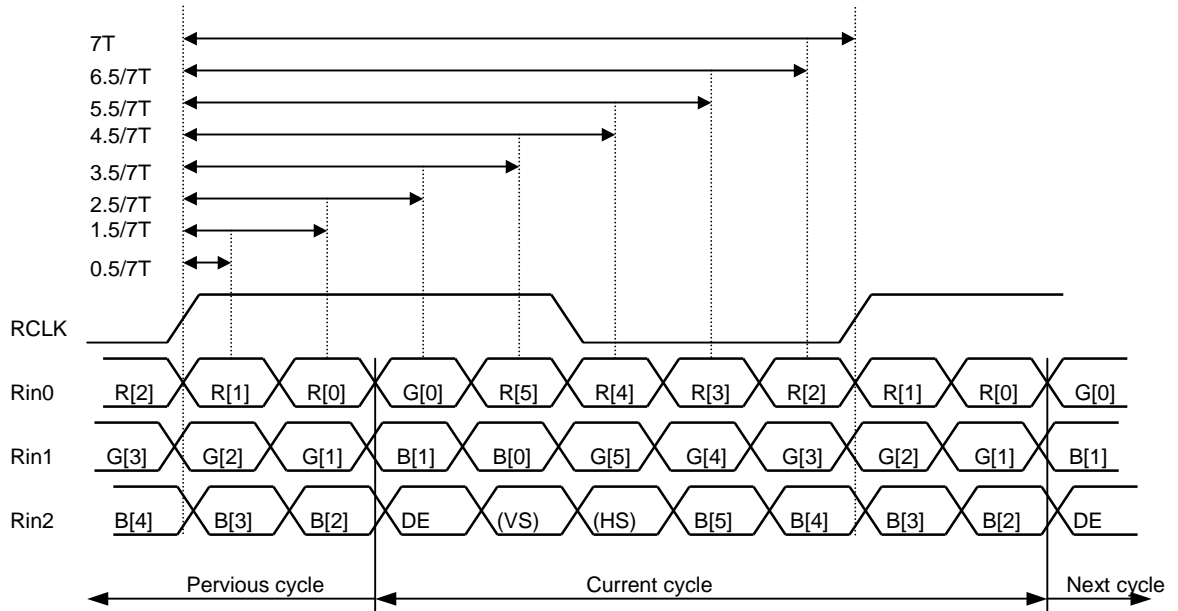 7T
6.5/7T
5.5/7T
4.5/7T
3.5/7T
2.5/7T
1.5/7T
0.5/7T
RCLK
Rin0 R[2] R[1] R[0] G[0] R[5] R[4] R[3] R[2] R[1] R[0] G[0]
Rin1 G[3] G[2] G[1] B[1] B[0] G[5] G[4] G[3] G[2] G[1] B[1]
Rin2 B[4] B[3] B[2] DE (VS) (HS) B[5] B[4] B[3] B[2] DE
Pervious cycle Current cycle Next cycle